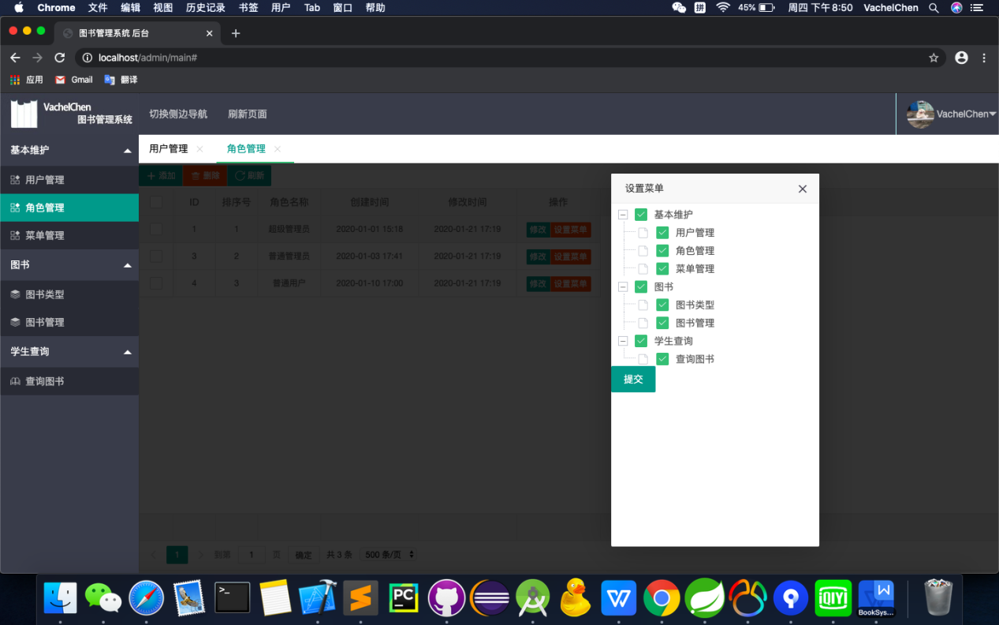 Chrome 文件 编辑 视图 历史记录 书签 用户 Tab 窗口 帮助 拼 45% 周四 下午8:50 VachelChen
图书管理系统 后台
localhost/admin/main#
应用 Gmail 翻译
VachelChen
图书管理系统
切换侧边导航 刷新页面 VachelChen
基本维护
用户管理
角色管理
菜单管理
图书
图书类型
图书管理
学生查询
查询图书
用户管理 角色管理
添加 删除 刷新
ID 排序号 角色名称 创建时间 修改时间 操作
1 1 超级管理员 2020-01-01 15:18 2020-01-21 17:19 修改 设置菜单
3 2 普通管理员 2020-01-03 17:41 2020-01-21 17:19 修改 设置菜单
4 3 普通用户 2020-01-10 17:00 2020-01-21 17:19 修改 设置菜单
1 到第 1 页 确定 共 3 条 500 条/页
设置菜单
基本维护
用户管理
角色管理
菜单管理
图书
图书类型
图书管理
学生查询
查询图书
提交
>_ PC W iQIYI W
BookSys...